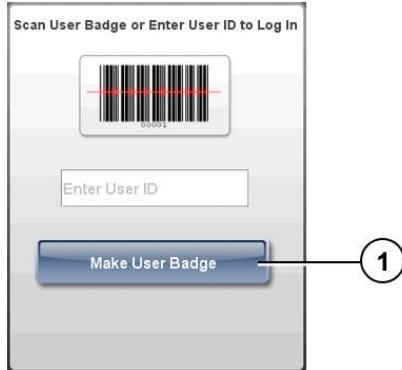 Scan User Badge or Enter User ID to Log In
00001
Enter User ID
Make User Badge
1